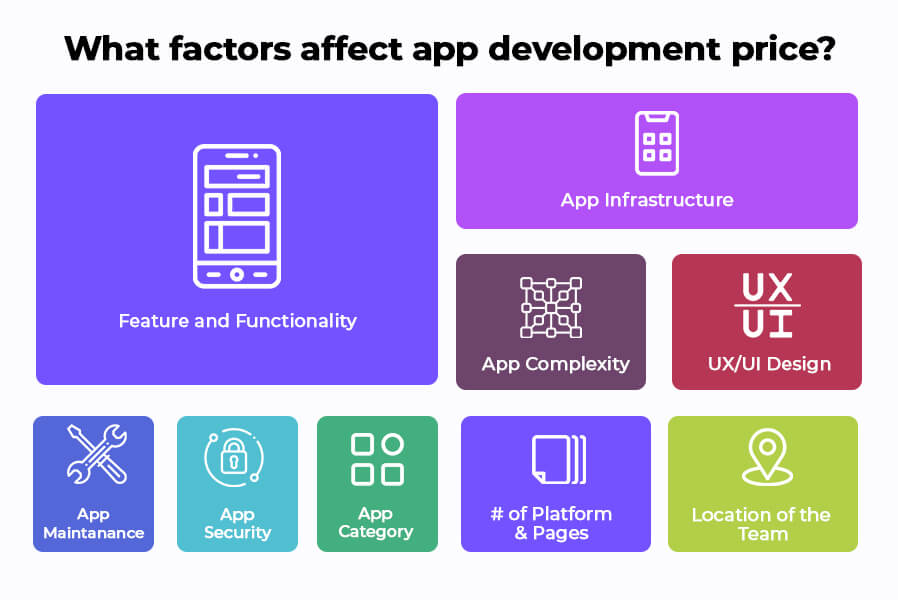 What factors affect app development price?
Feature and Functionality
App Infrastructure
App Complexity
UX
UI
UX/UI Design
App
Maintanance
App
Security
App
Category
# of Platform
& Pages
Location of the
Team